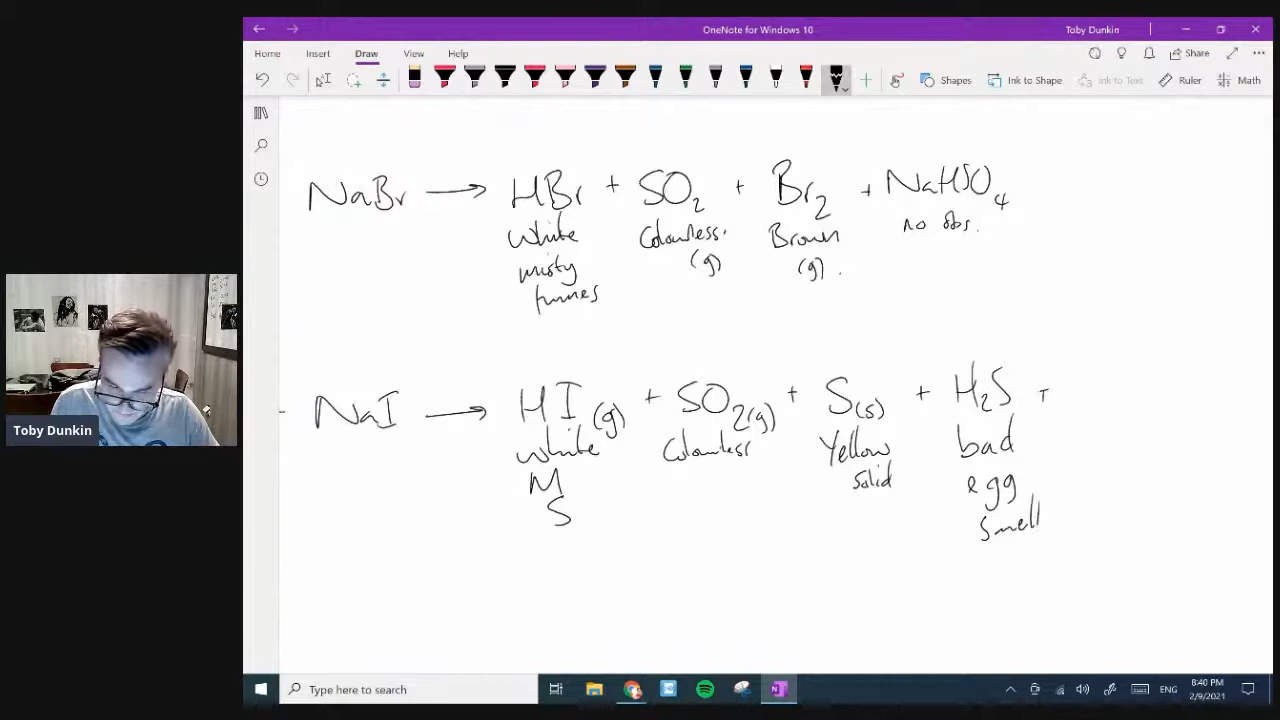 OneNote for Windows 10
Toby Dunkin
Home Insert Draw View Help
Share
Shapes Ink to Shape Ink to Text Ruler Math
NaBr → HBr + SO2 + Br2 + NaHSO4
White Colourless. Brown no obs.
misty (g) (g).
fumes
- NaI → HI(g) + SO2(g) + S(s) + H2S +
White Colourless Yellow bad
M solid egg
S smell
Toby Dunkin
Type here to search
ENG 8:40 PM
2/9/2021